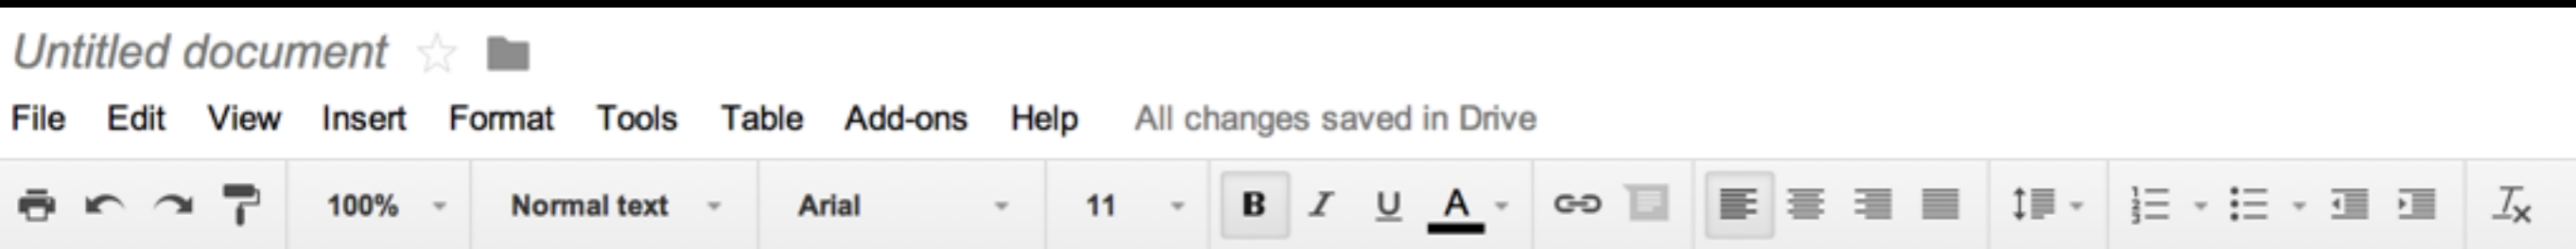 Untitled document
File Edit View Insert Format Tools Table Add-ons Help All changes saved in Drive
100% Normal text Arial 11 B I U A